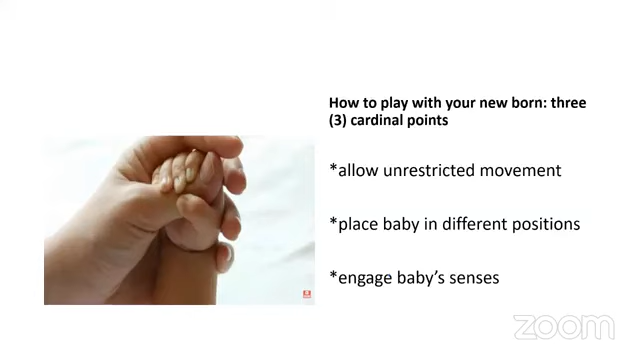 How to play with your new born: three
(3) cardinal points
*allow unrestricted movement
*place baby in different positions
*engage baby’s senses
zoom